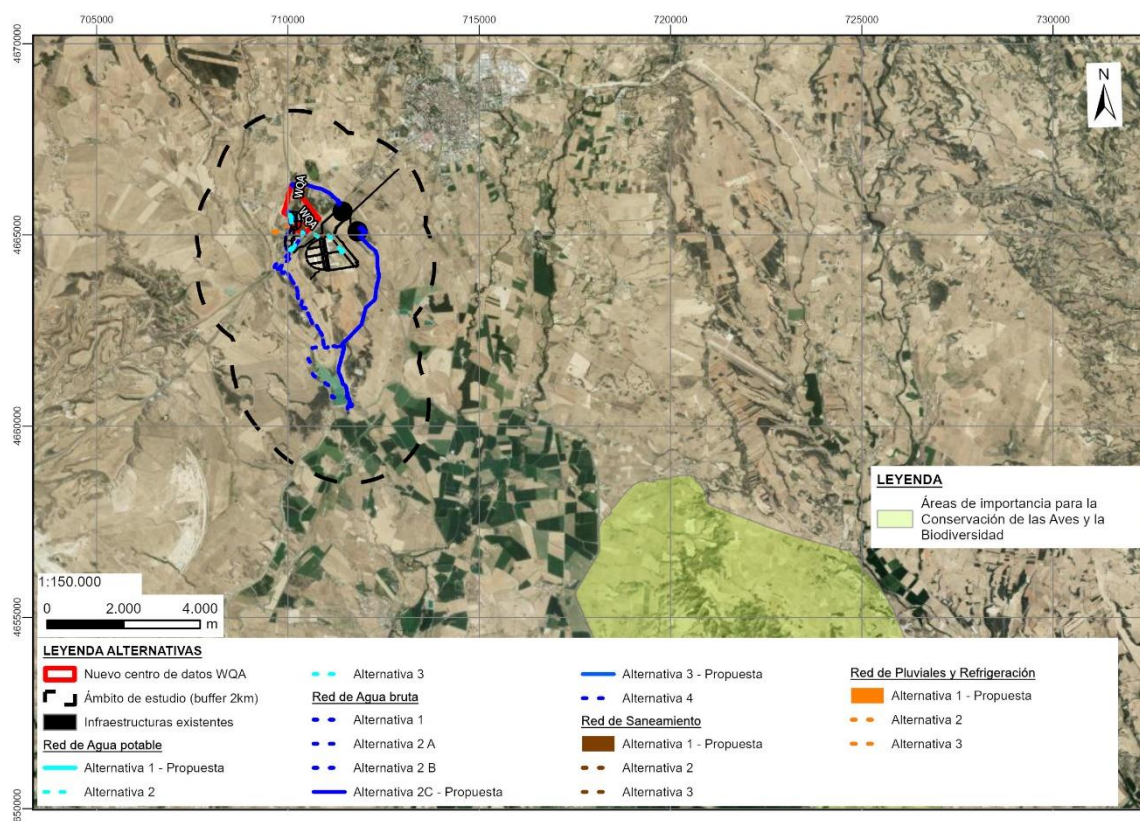 705000
710000
715000
720000
725000
730000
4670000
4665000
4660000
4655000
4650000
N
WQA
WQA
LEYENDA
Áreas de importancia para la
Conservación de las Aves y la
Biodiversidad
1:150.000
0 2.000 4.000
m
LEYENDA ALTERNATIVAS
Nuevo centro de datos WQA
Ámbito de estudio (buffer 2km)
Infraestructuras existentes
Red de Agua potable
Alternativa 1 - Propuesta
Alternativa 2
Alternativa 3
Red de Agua bruta
Alternativa 1
Alternativa 2 A
Alternativa 2 B
Alternativa 2C - Propuesta
Alternativa 3 - Propuesta
Alternativa 4
Red de Saneamiento
Alternativa 1 - Propuesta
Alternativa 2
Alternativa 3
Red de Pluviales y Refrigeración
Alternativa 1 - Propuesta
Alternativa 2
Alternativa 3